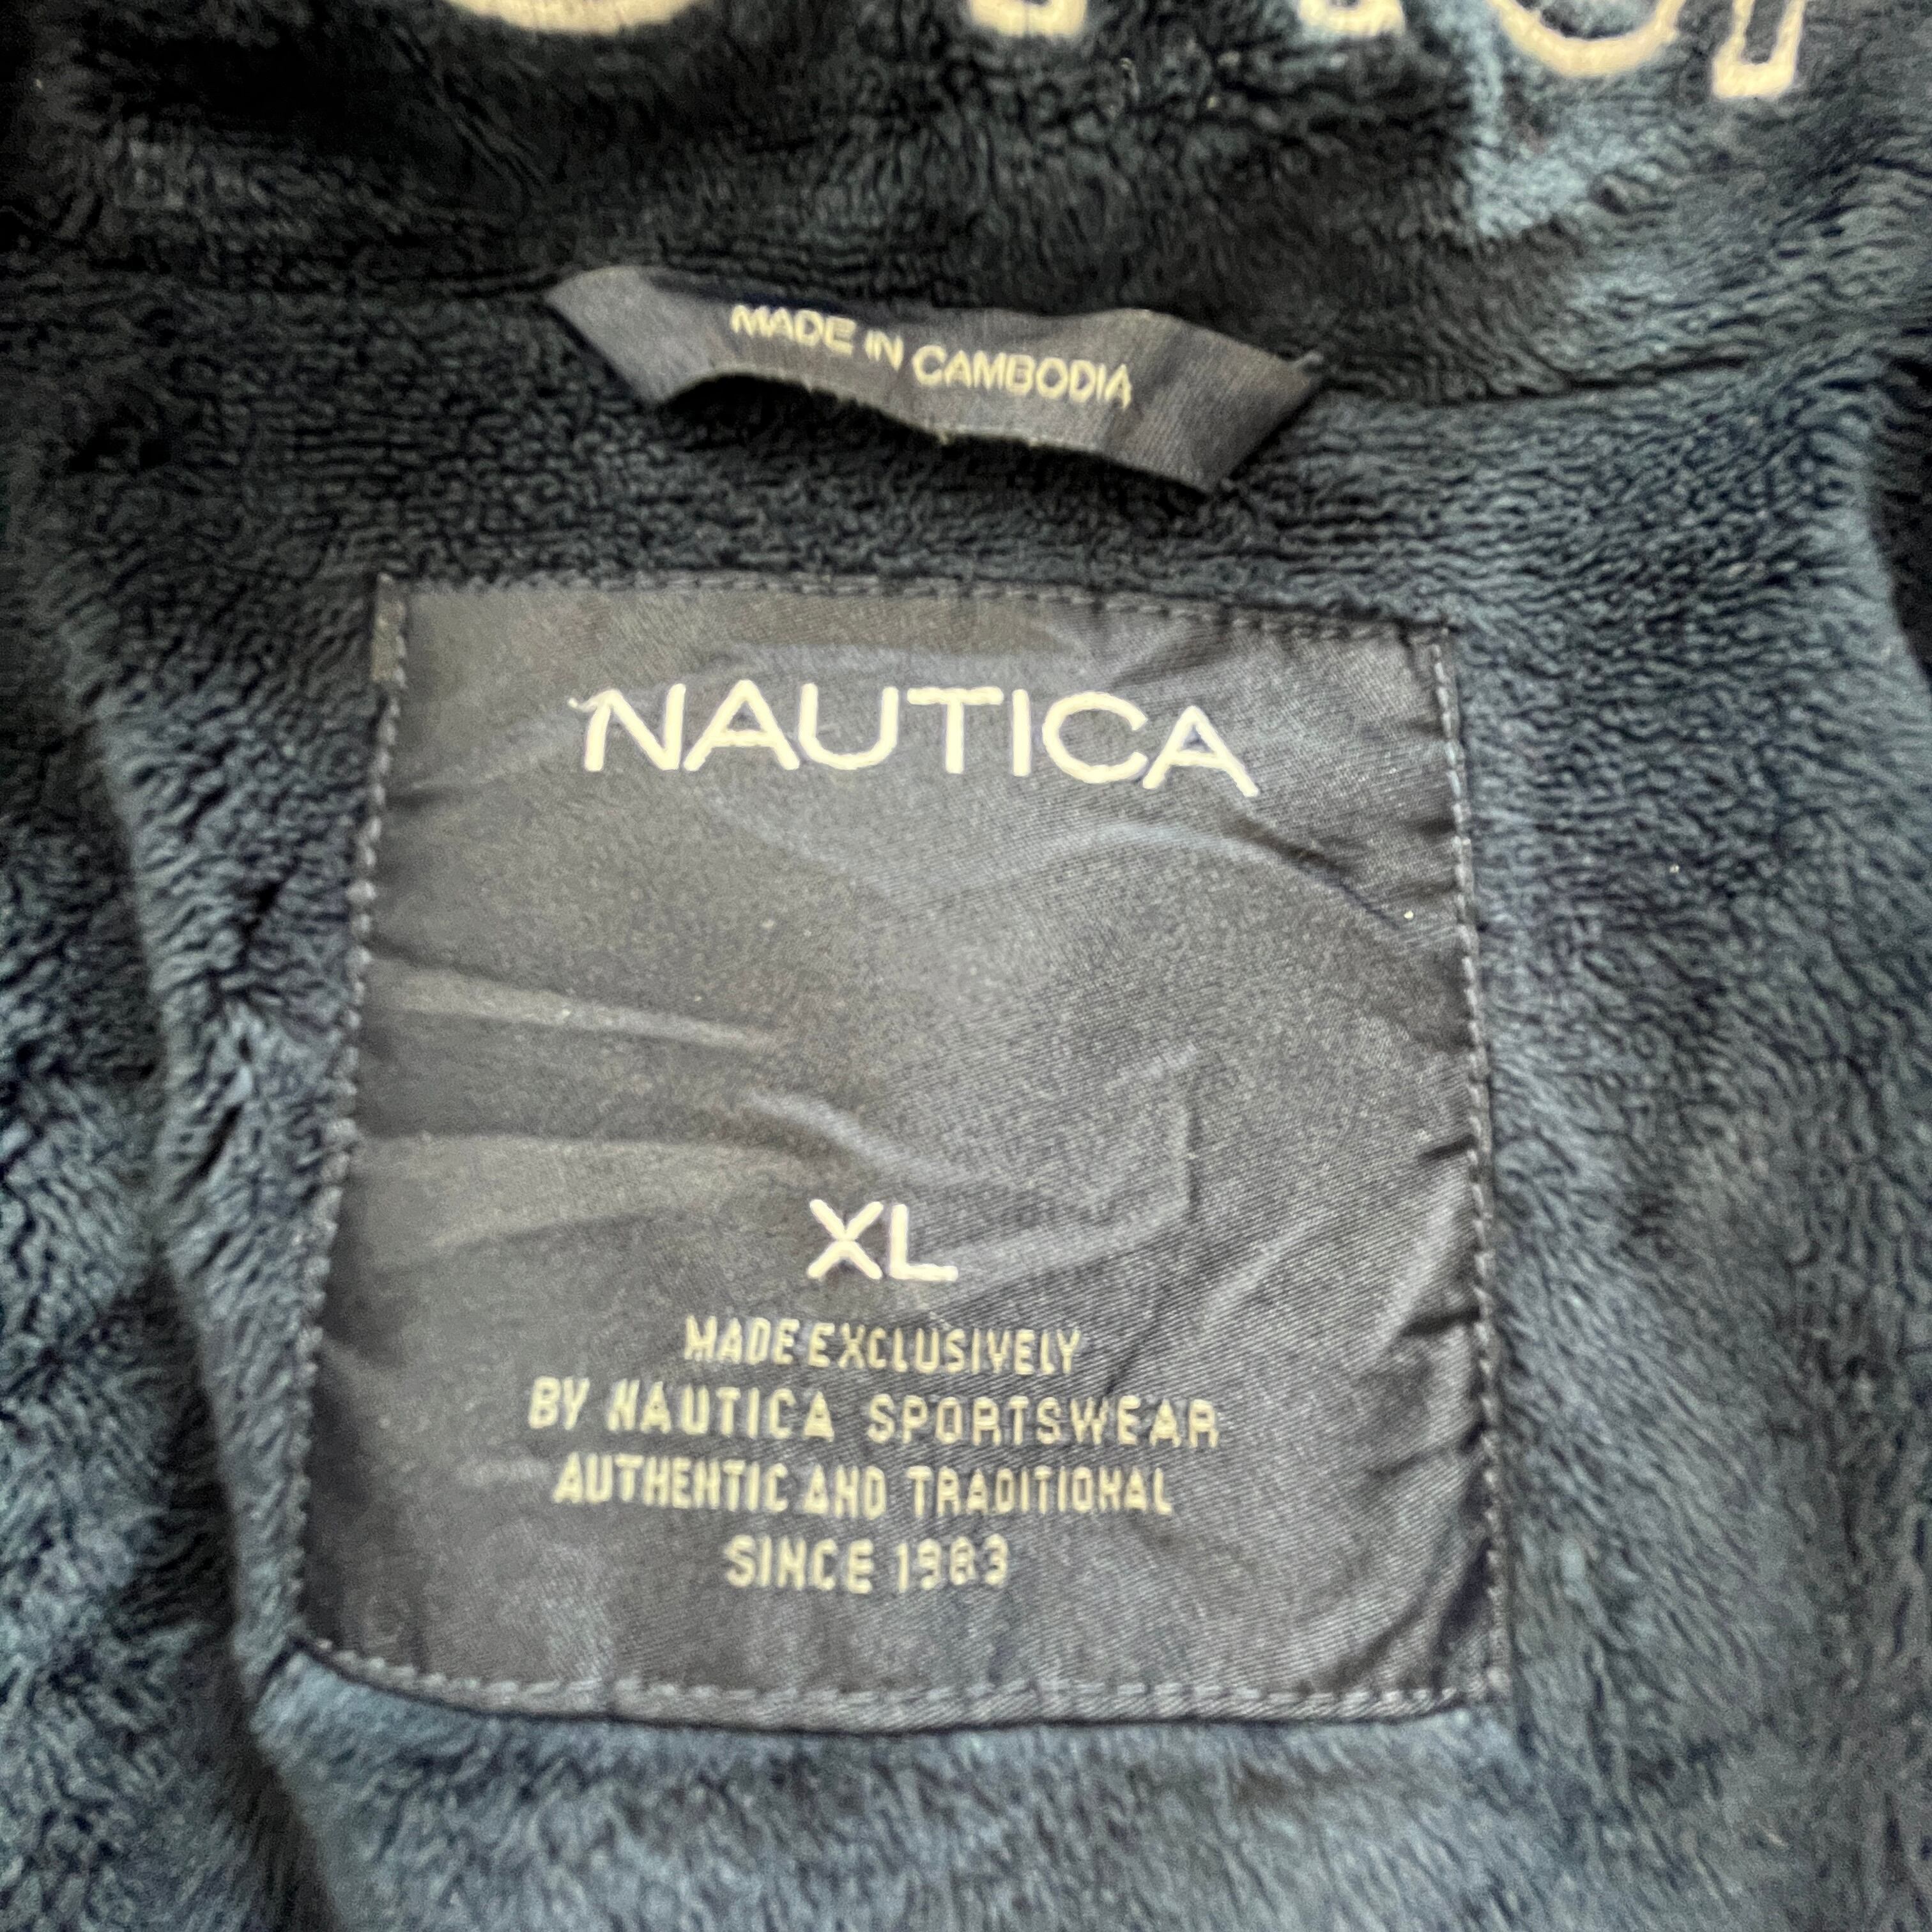 MADE IN CAMBODIA
NAUTICA
XL
MADE EXCLUSIVELY
BY NAUTICA SPORTSWEAR
AUTHENTIC AND TRADITIONAL
SINCE 1983